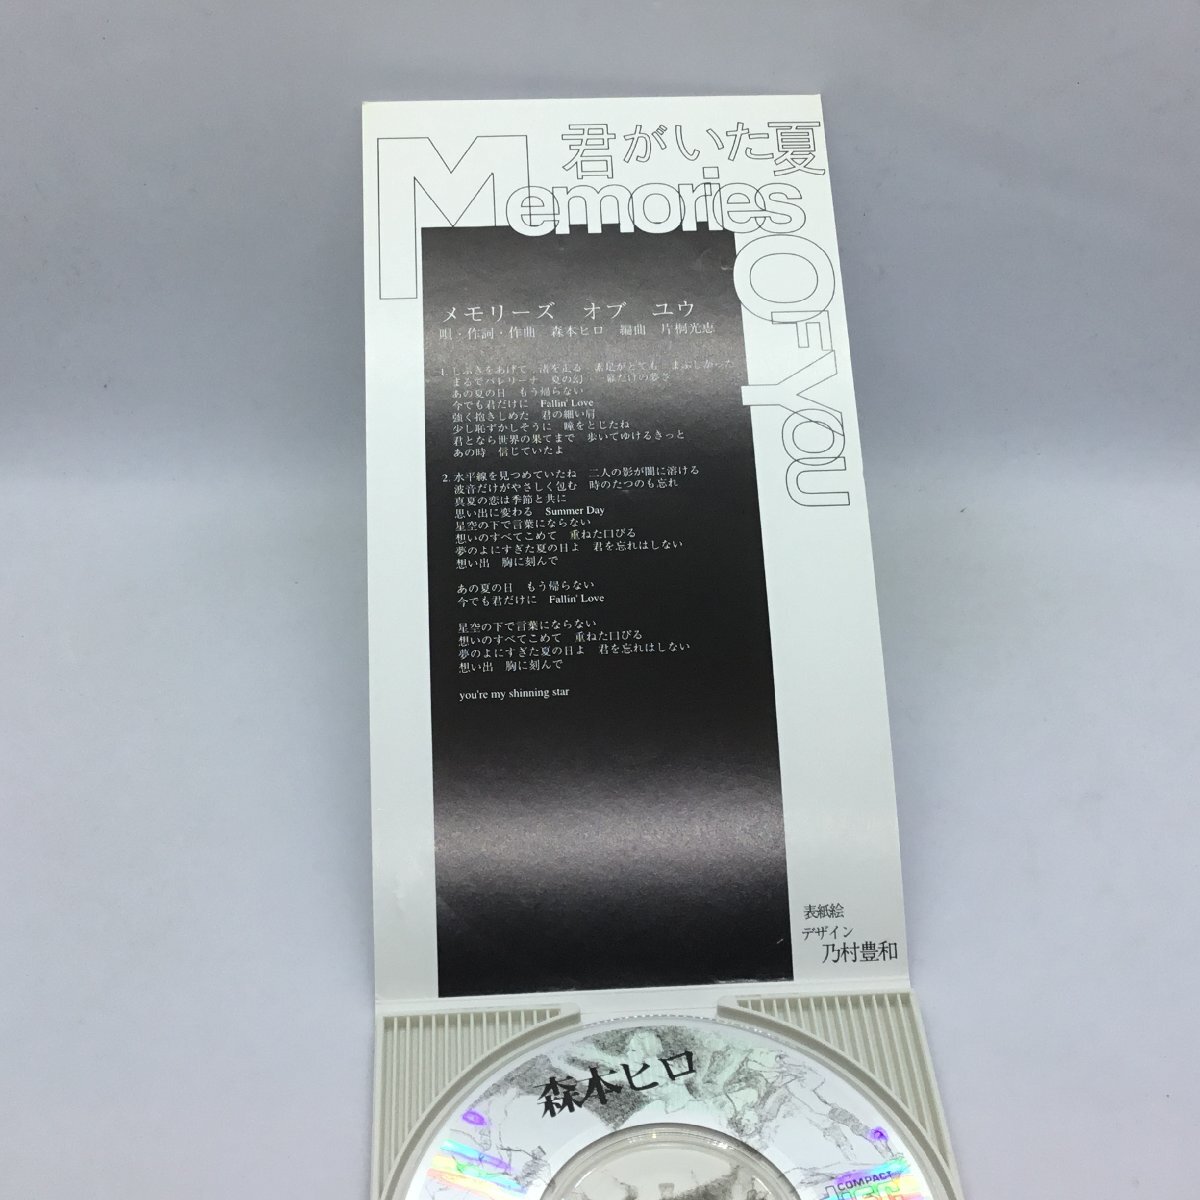 君がいた夏
Memories
OF YOU
メモリーズ オブ ユウ
唄・作詞・作曲 森本ヒロ 編曲 片桐光恵
1. しぶきをあげて 渚を走る 素足がとても まぶしかった
まるでバレリーナ 夏の幻 一瞬だけの夢さ
あの夏の日 もう帰らない
今でも君だけに Fallin' Love
強く抱きしめた 君の細い肩
少し恥ずかしそうに 瞳をとじたね
君となら世界の果てまで 歩いてゆけるきっと
あの時 信じていたよ
2. 水平線を見つめていたね 二人の影が闇に溶ける
波音だけがやさしく包む 時のたつのも忘れ
真夏の恋は季節と共に
思い出に変わる Summer Day
星空の下で言葉にならない
想いのすべてこめて 重ねた口びる
夢のよにすぎた夏の日よ 君を忘れはしない
想い出 胸に刻んで
あの夏の日 もう帰らない
今でも君だけに Fallin' Love
星空の下で言葉にならない
想いのすべてこめて 重ねた口びる
夢のよにすぎた夏の日よ 君を忘れはしない
想い出 胸に刻んで
you're my shinning star
表紙絵
デザイン
乃村豊和
森本ヒロ
COMPACT